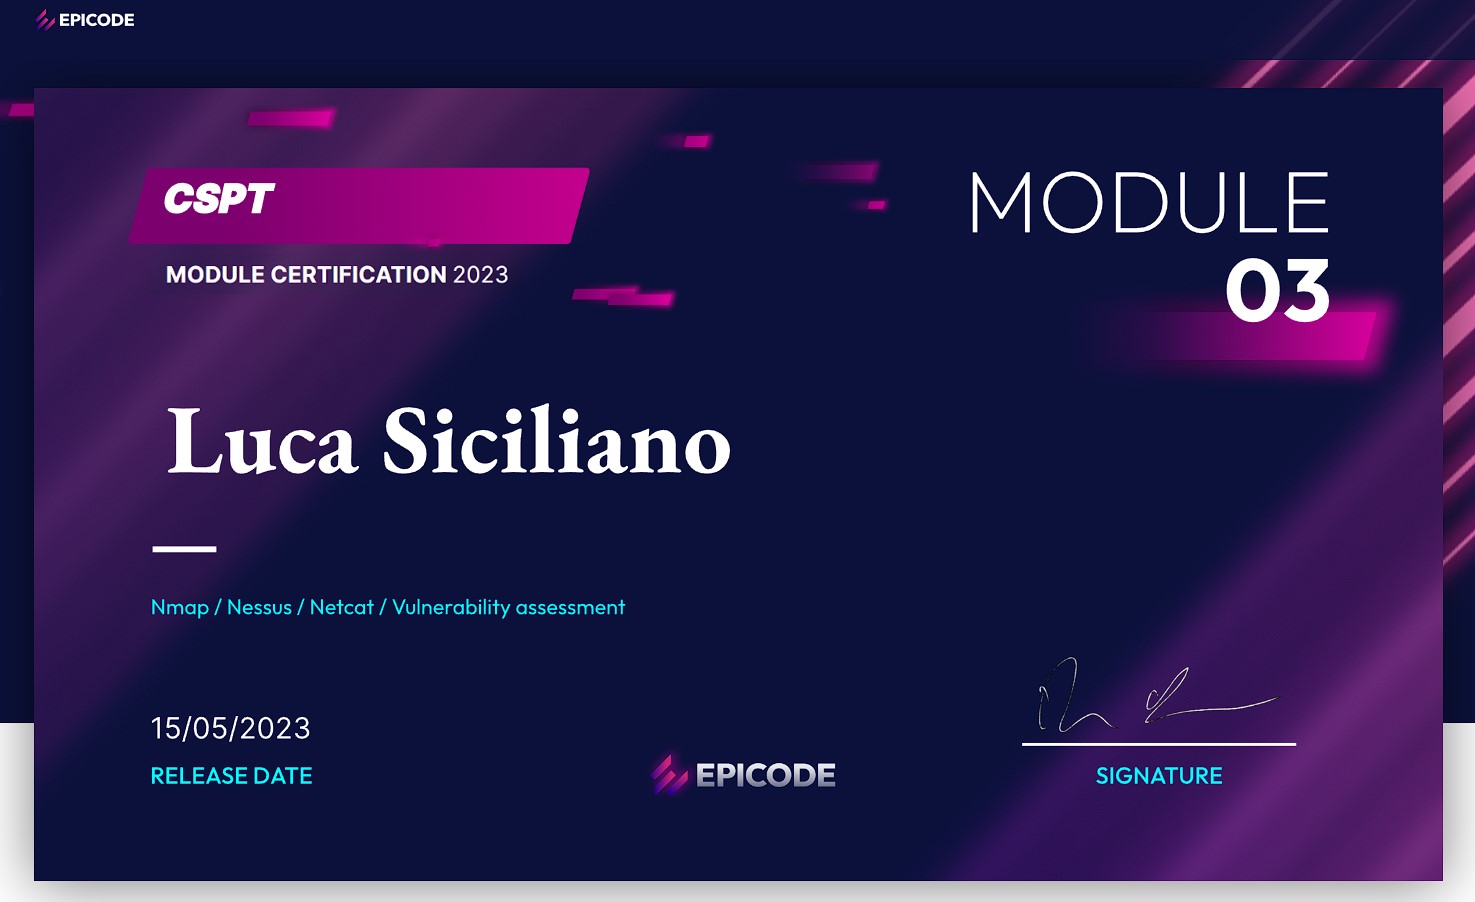 EPICODE
CSPT
MODULE CERTIFICATION 2023
MODULE
03
Luca Siciliano
Nmap / Nessus / Netcat / Vulnerability assessment
15/05/2023
RELEASE DATE
EPICODE
SIGNATURE